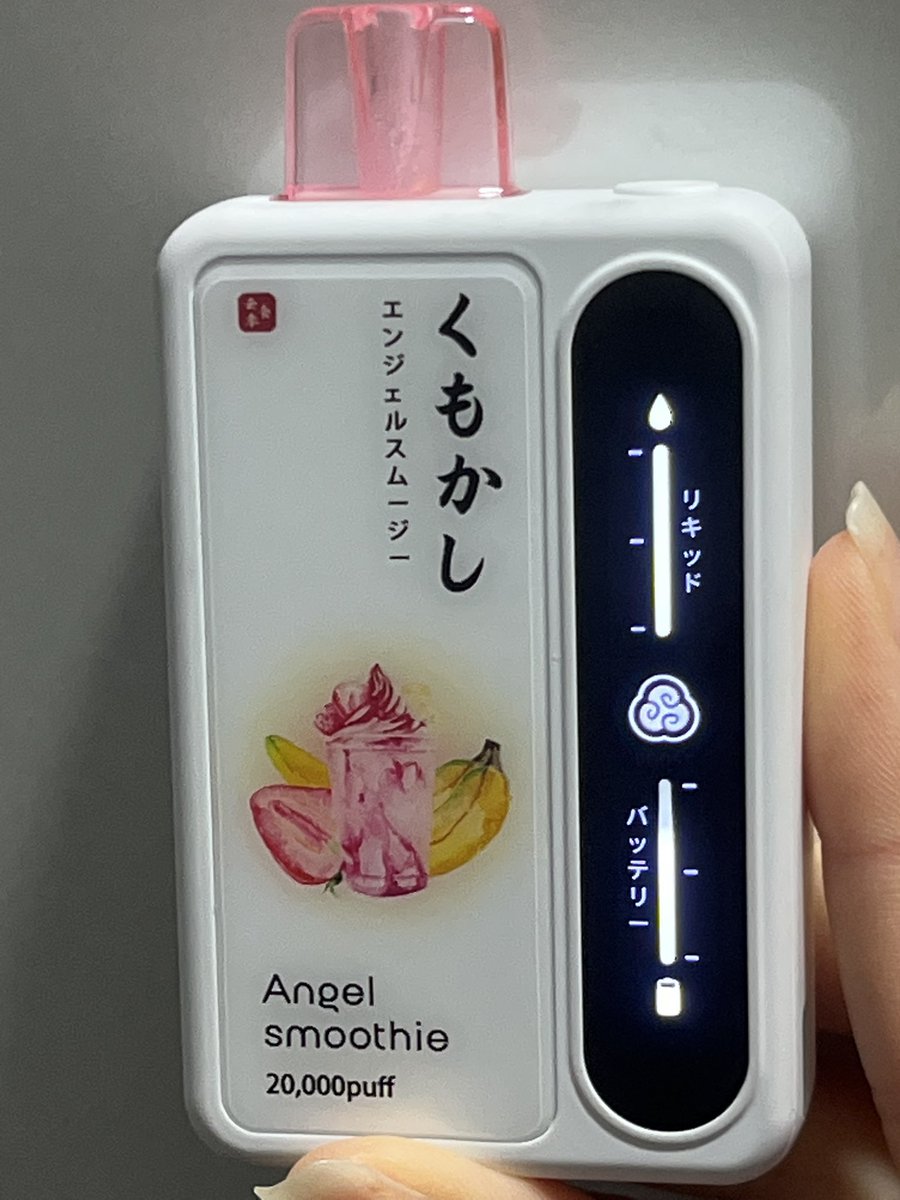 くもかし
エンジェルスムージー
Angel
smoothie
20,000puff
リキッド
バッテリー